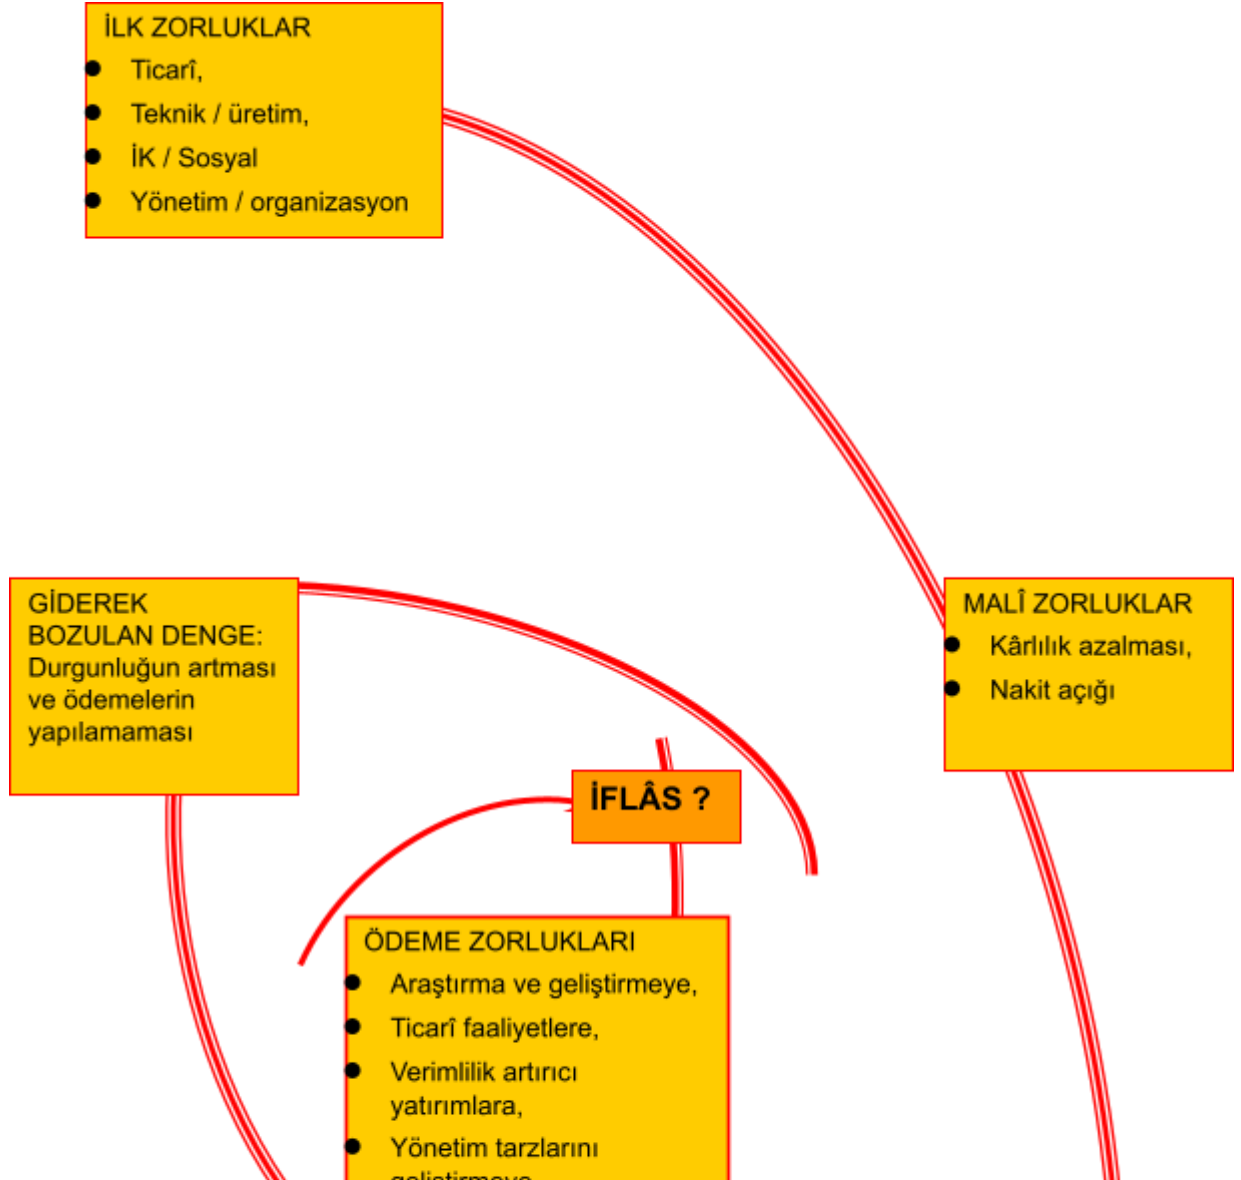 İLK ZORLUKLAR
● Ticarî,
● Teknik / üretim,
● İK / Sosyal
● Yönetim / organizasyon
GİDEREK
BOZULAN DENGE:
Durgunluğun artması
ve ödemelerin
yapılamaması
MALÎ ZORLUKLAR
● Kârlılık azalması,
● Nakit açığı
İFLÂS ?
ÖDEME ZORLUKLARI
● Araştırma ve geliştirmeye,
● Ticarî faaliyetlere,
● Verimlilik artırıcı
yatırımlara,
● Yönetim tarzlarını